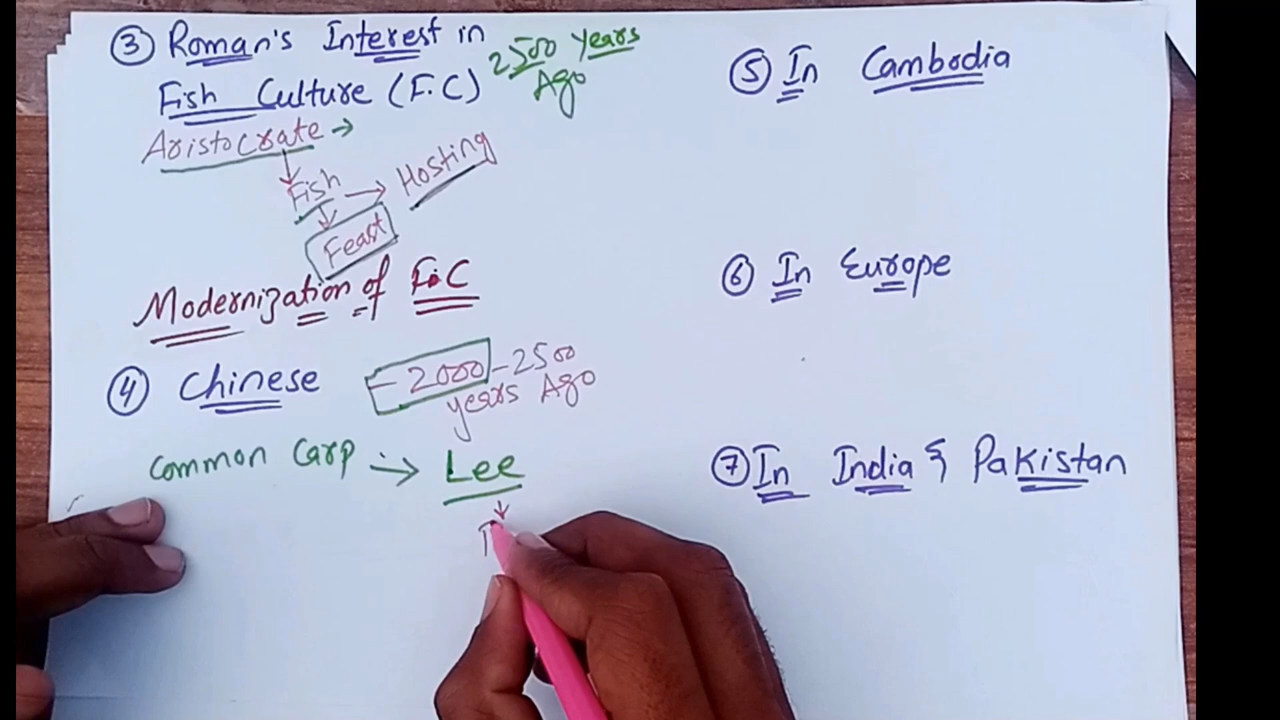 ③ Roman's Interest in
Fish Culture (F.C)
2500 years
Ago
Aristocrate →
Fish → Hosting
Feast
Modernization of F.C
④ Chinese
- 2000 - 2500
years Ago
Common Carp → Lee
⑤ In Cambodia
⑥ In Europe
⑦ In India & Pakistan